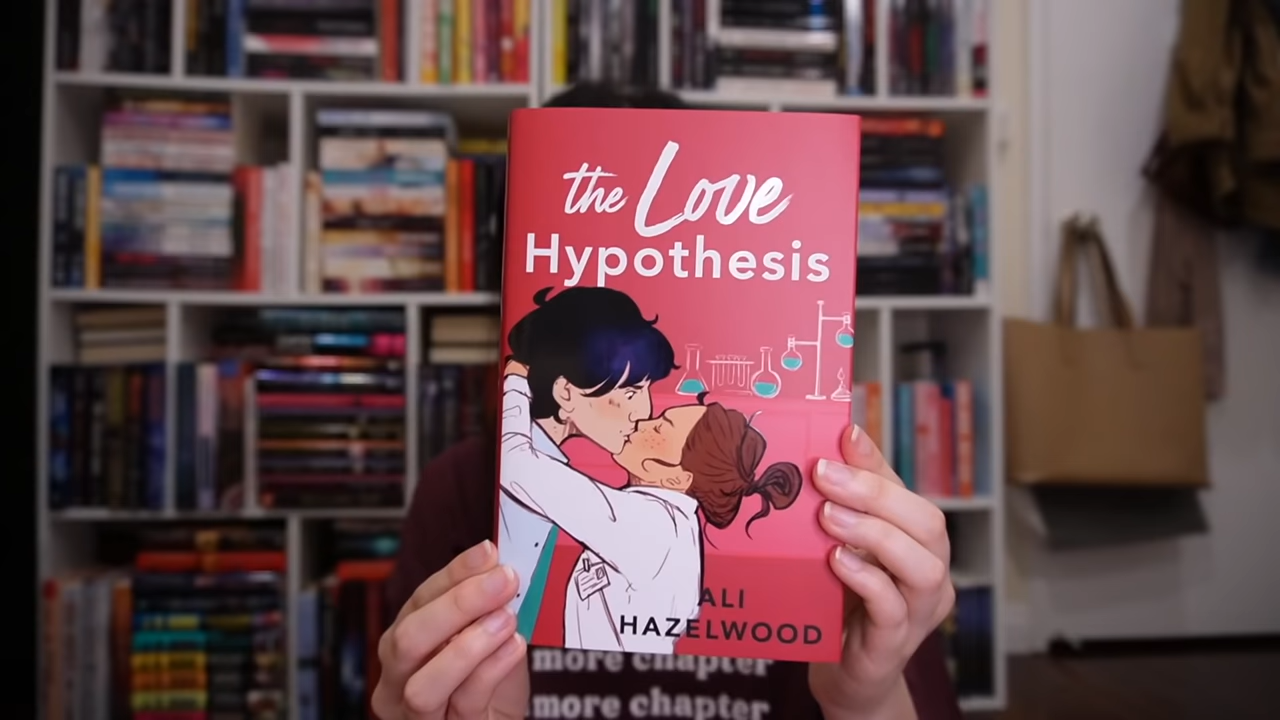 the Love
Hypothesis
ALI
HAZELWOOD
more chapter
more chapter